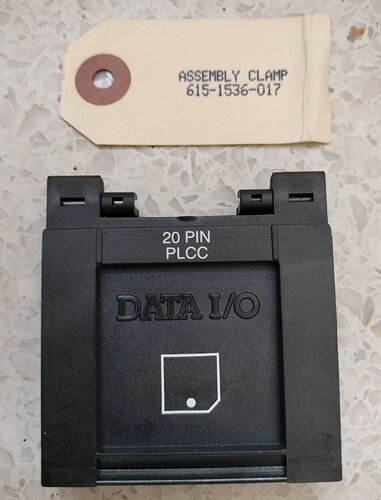 ASSEMBLY CLAMP
615-1536-017
20 PIN
PLCC
DATA I/O